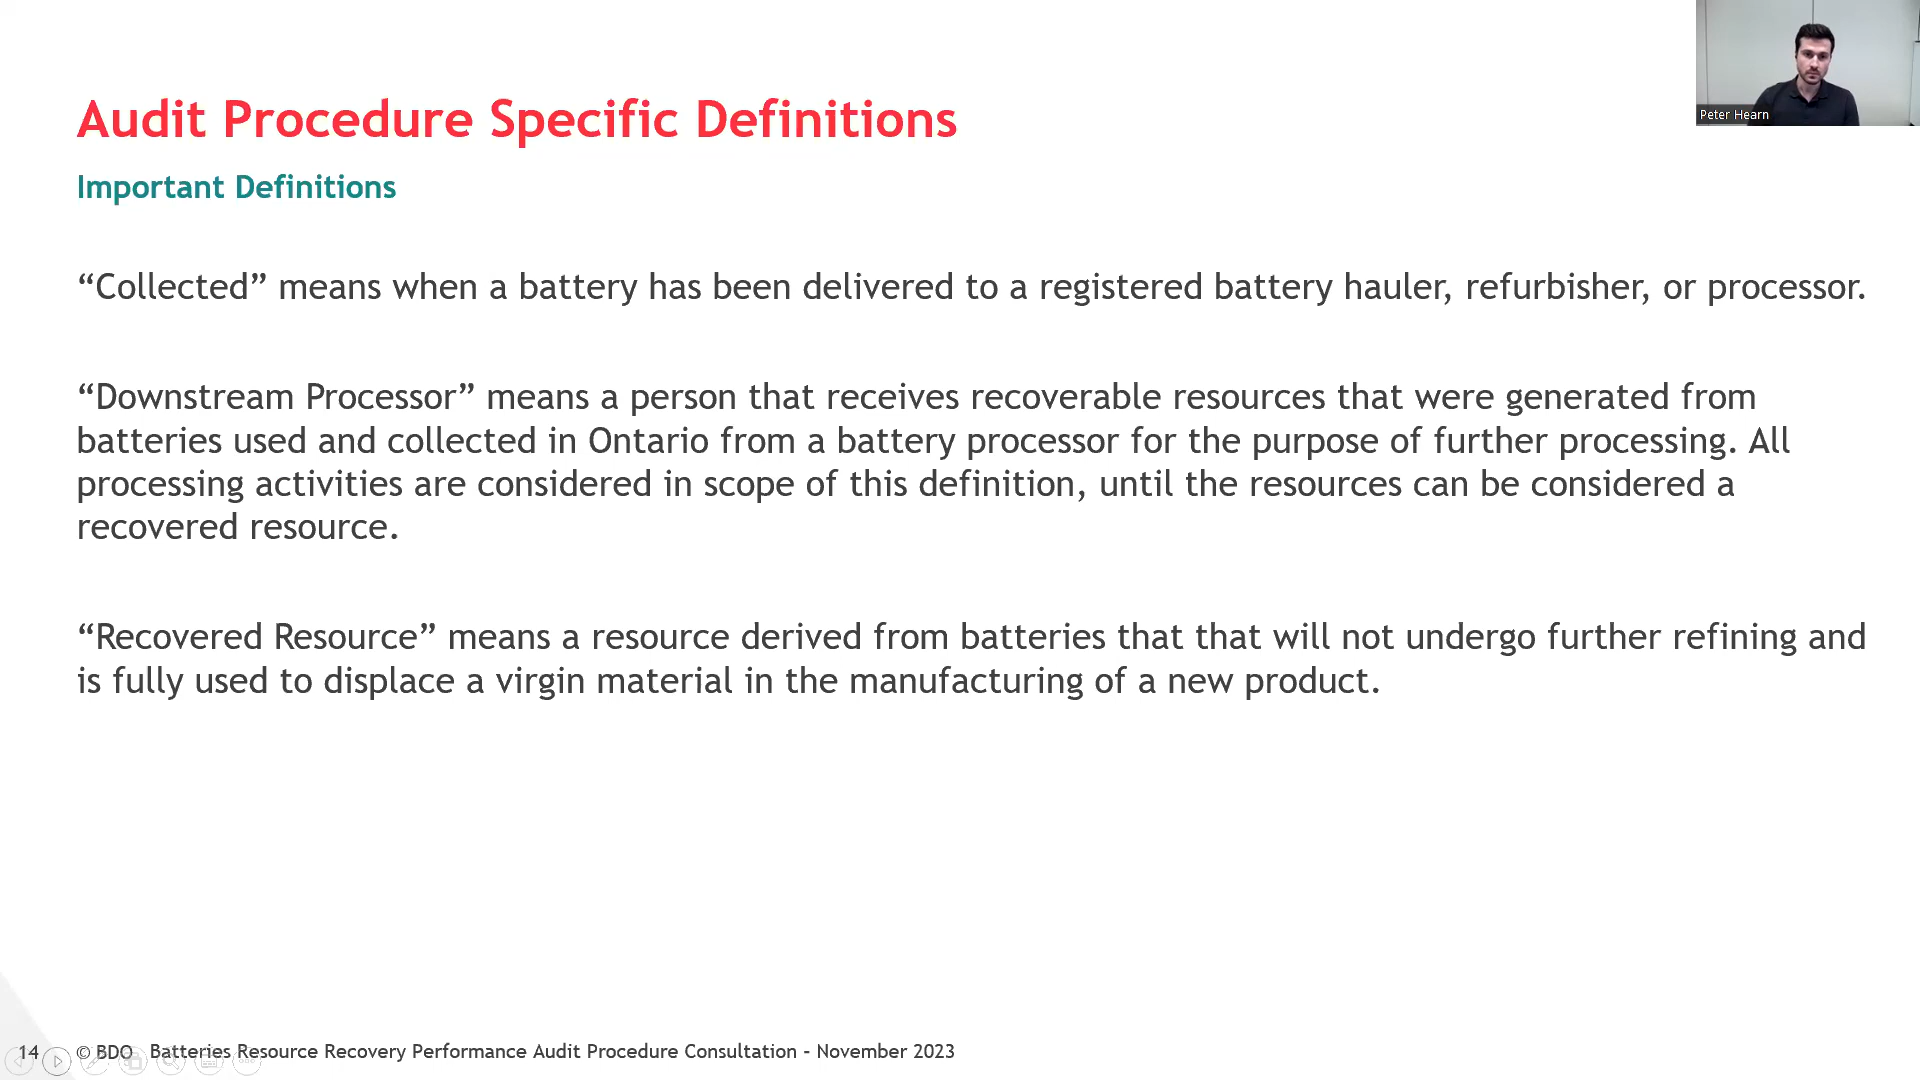 Peter Hearn
Audit Procedure Specific Definitions
Important Definitions
“Collected” means when a battery has been delivered to a registered battery hauler, refurbisher, or processor.
“Downstream Processor” means a person that receives recoverable resources that were generated from
batteries used and collected in Ontario from a battery processor for the purpose of further processing. All
processing activities are considered in scope of this definition, until the resources can be considered a
recovered resource.
“Recovered Resource” means a resource derived from batteries that that will not undergo further refining and
is fully used to displace a virgin material in the manufacturing of a new product.
14 © BDO Batteries Resource Recovery Performance Audit Procedure Consultation - November 2023